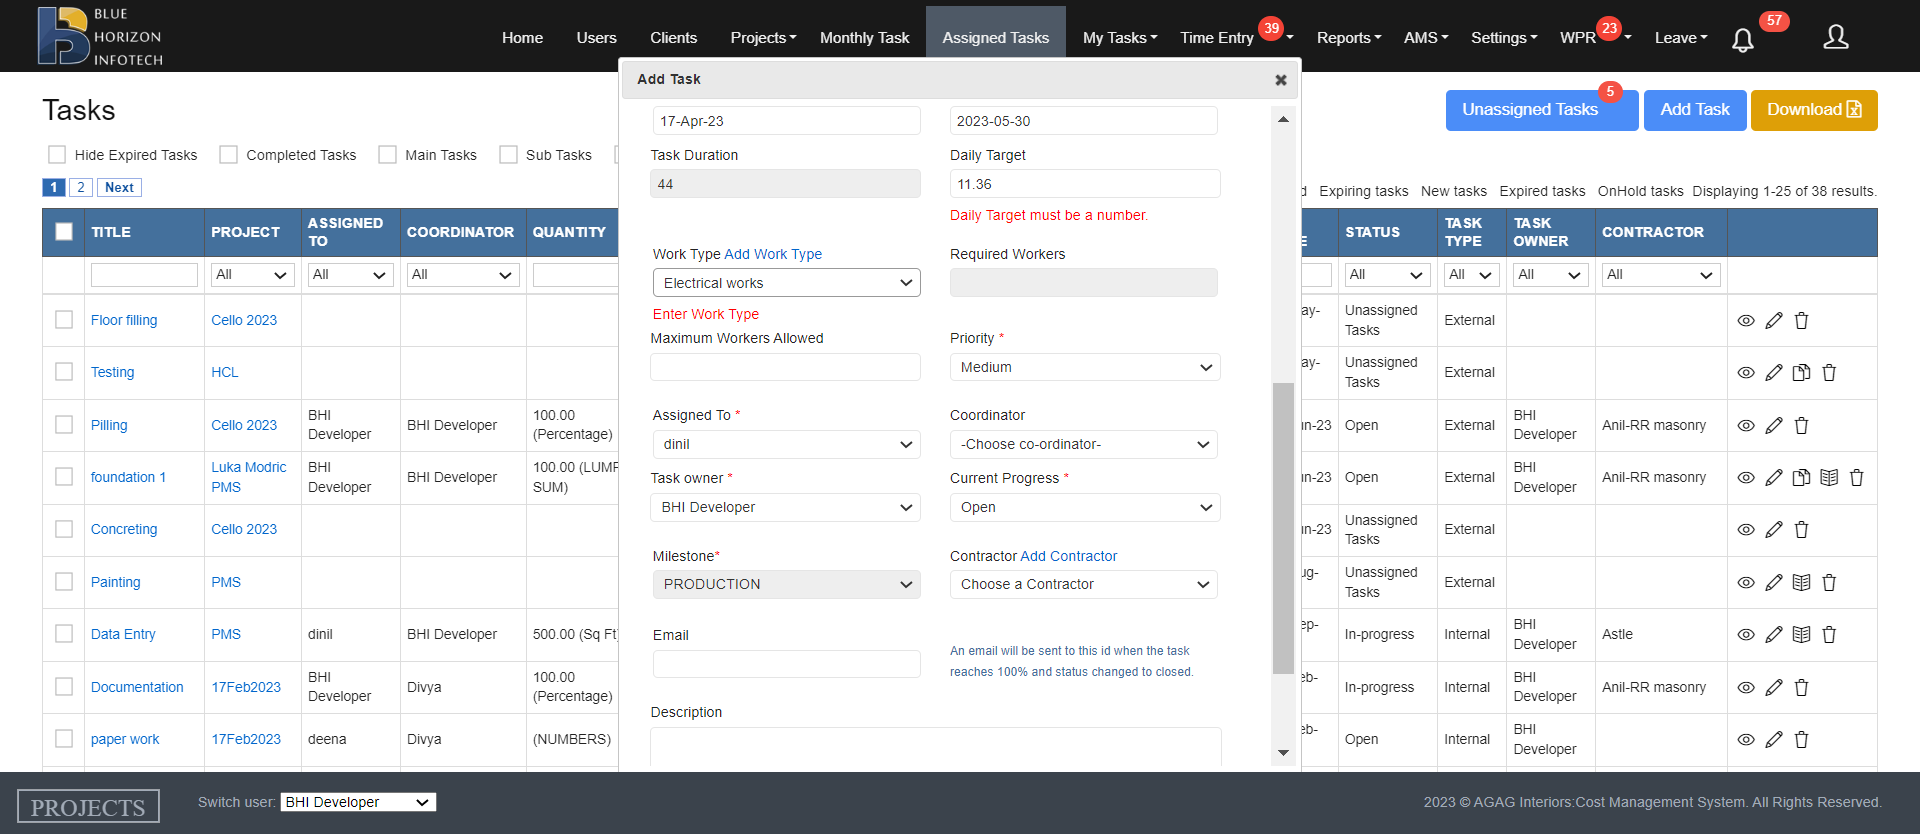 BLUE
HORIZON
INFOTECH
Home Users Clients Projects Monthly Task Assigned Tasks My Tasks Time Entry 39 Reports AMS Settings WPR 23 Leave 57
Tasks
Unassigned Tasks 5 Add Task Download
Hide Expired Tasks Completed Tasks Main Tasks Sub Tasks
1 2 Next
Expiring tasks New tasks Expired tasks OnHold tasks Displaying 1-25 of 38 results.
TITLE PROJECT ASSIGNED TO COORDINATOR QUANTITY STATUS TASK TYPE TASK OWNER CONTRACTOR
All All All All All All All
Floor filling Cello 2023 ay- Unassigned Tasks External
Testing HCL ay- Unassigned Tasks External
Pilling Cello 2023 BHI Developer BHI Developer 100.00 (Percentage) un-23 Open External BHI Developer Anil-RR masonry
foundation 1 Luka Modric PMS BHI Developer BHI Developer 100.00 (LUMP SUM) un-23 Open External BHI Developer Anil-RR masonry
Concreting Cello 2023 un-23 Unassigned Tasks External
Painting PMS ug- Unassigned Tasks External
Data Entry PMS dinil BHI Developer 500.00 (Sq Ft) ep- In-progress Internal BHI Developer Astle
Documentation 17Feb2023 BHI Developer Divya 100.00 (Percentage) eb- In-progress Internal BHI Developer Anil-RR masonry
paper work 17Feb2023 deena Divya (NUMBERS) eb- Open Internal BHI Developer
Add Task
17-Apr-23 2023-05-30
Task Duration Daily Target
44 11.36
Daily Target must be a number.
Work Type Add Work Type Required Workers
Electrical works
Enter Work Type
Maximum Workers Allowed Priority *
Medium
Assigned To * Coordinator
dinil -Choose co-ordinator-
Task owner * Current Progress *
BHI Developer Open
Milestone* Contractor Add Contractor
PRODUCTION Choose a Contractor
Email
An email will be sent to this id when the task
reaches 100% and status changed to closed.
Description
PROJECTS Switch user: BHI Developer 2023 © AGAG Interiors:Cost Management System. All Rights Reserved.